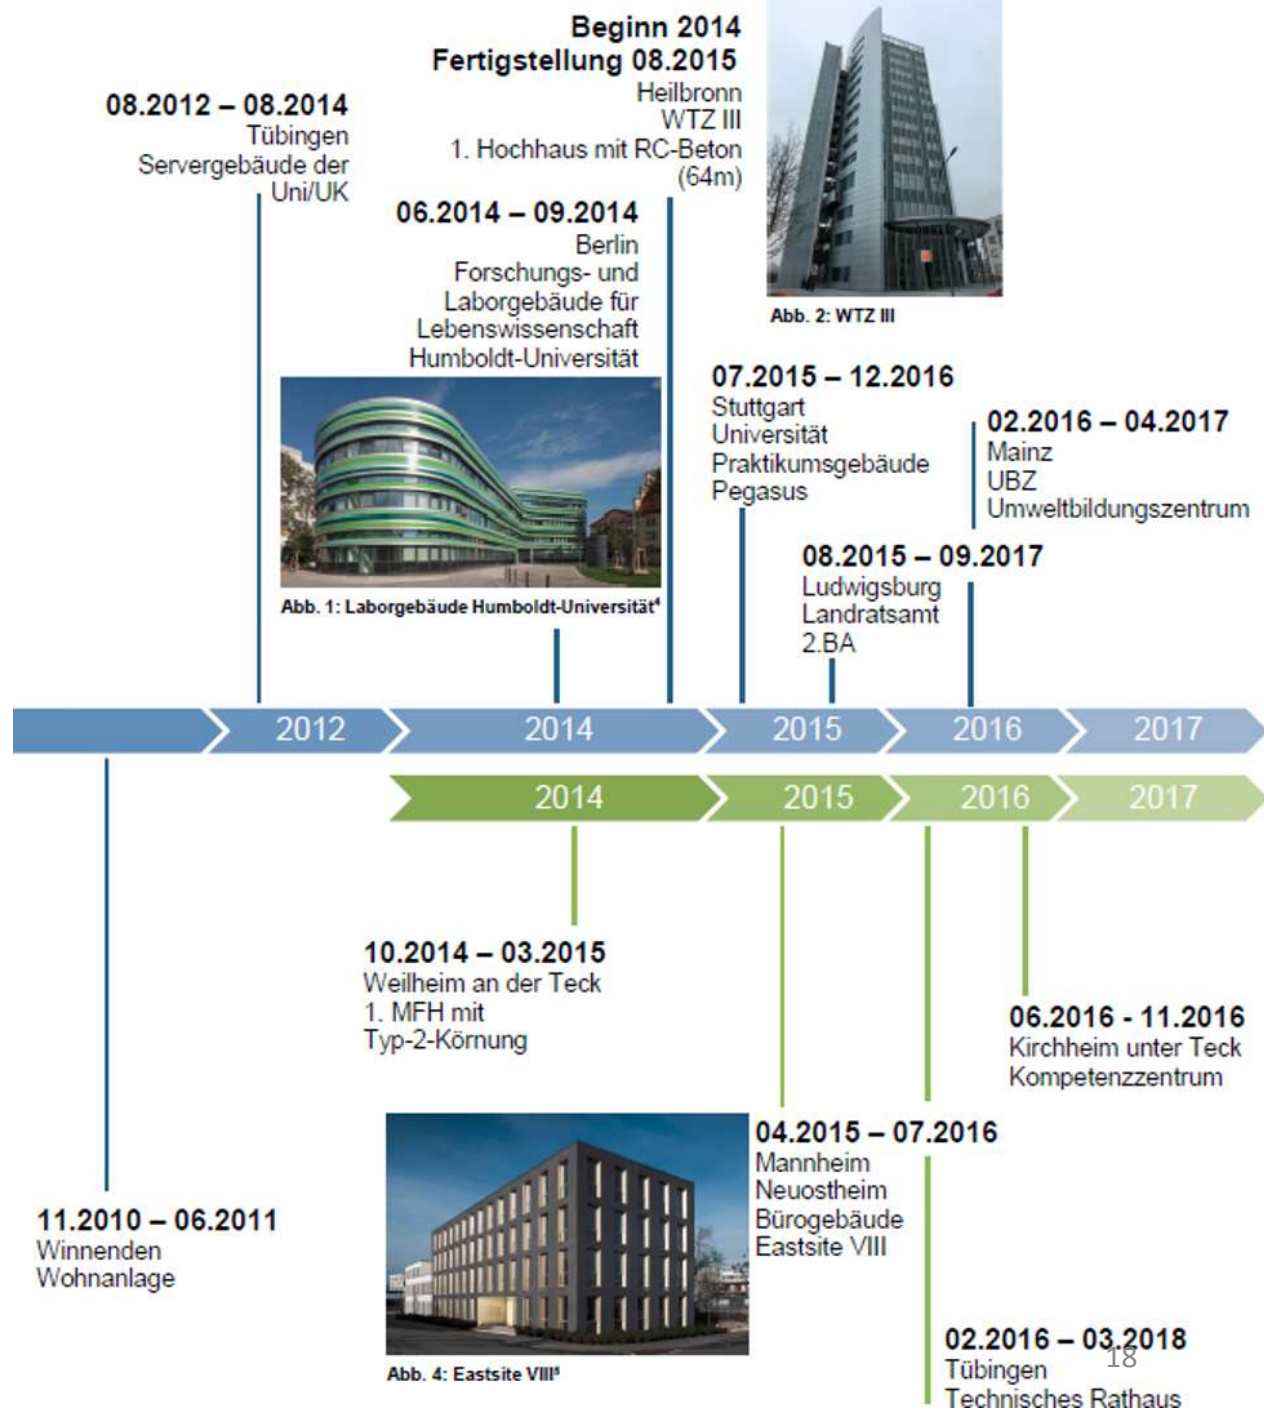 Beginn 2014
Fertigstellung 08.2015
Heilbronn
WTZ III
1. Hochhaus mit RC-Beton
(64m)
08.2012 – 08.2014
Tübingen
Servergebäude der
Uni/UK
06.2014 – 09.2014
Berlin
Forschungs- und
Laborgebäude für
Lebenswissenschaft
Humboldt-Universität
Abb. 2: WTZ III
Abb. 1: Laborgebäude Humboldt-Universität⁴
07.2015 – 12.2016
Stuttgart
Universität
Praktikumsgebäude
Pegasus
02.2016 – 04.2017
Mainz
UBZ
Umweltbildungszentrum
08.2015 – 09.2017
Ludwigsburg
Landratsamt
2.BA
2012
2014
2015
2016
2017
2014
2015
2016
2017
10.2014 – 03.2015
Weilheim an der Teck
1. MFH mit
Typ-2-Körnung
06.2016 - 11.2016
Kirchheim unter Teck
Kompetenzzentrum
04.2015 – 07.2016
Mannheim
Neuostheim
Bürogebäude
Eastsite VIII
11.2010 – 06.2011
Winnenden
Wohnanlage
Abb. 4: Eastsite VIII⁵
02.2016 – 03.2018
Tübingen
Technisches Rathaus
18